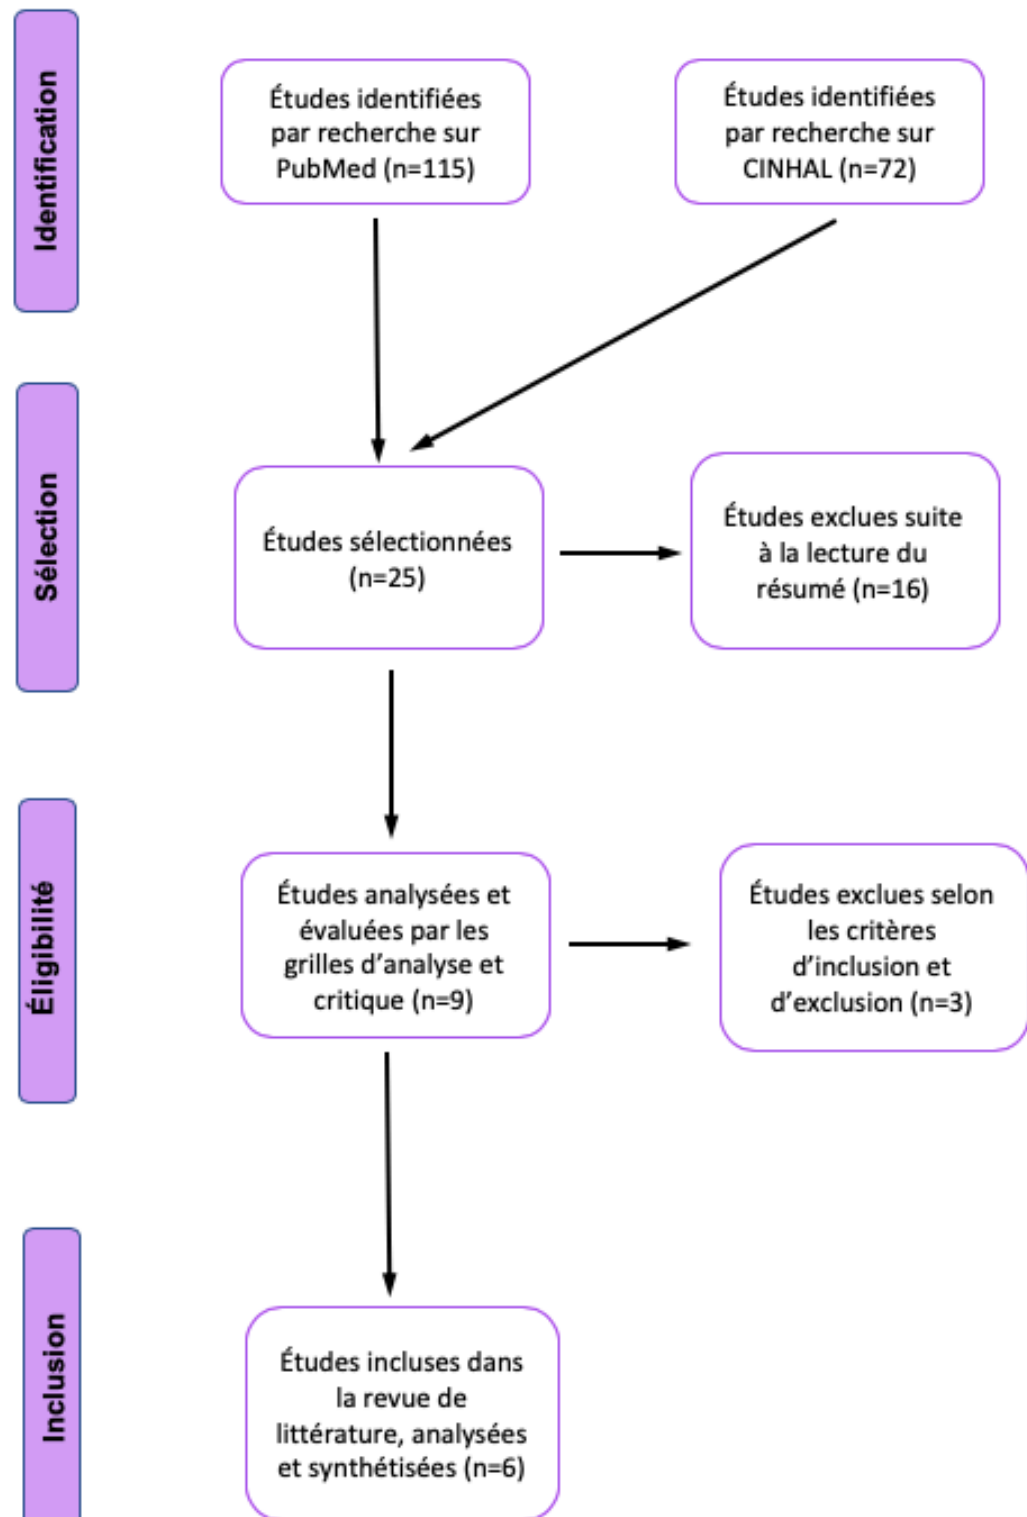 Identification
Études identifiées
par recherche sur
PubMed (n=115)
Études identifiées
par recherche sur
CINHAL (n=72)
Sélection
Études sélectionnées
(n=25)
Études exclues suite
à la lecture du
résumé (n=16)
Éligibilité
Études analysées et
évaluées par les
grilles d’analyse et
critique (n=9)
Études exclues selon
les critères
d’inclusion et
d’exclusion (n=3)
Inclusion
Études incluses dans
la revue de
littérature, analysées
et synthétisées (n=6)